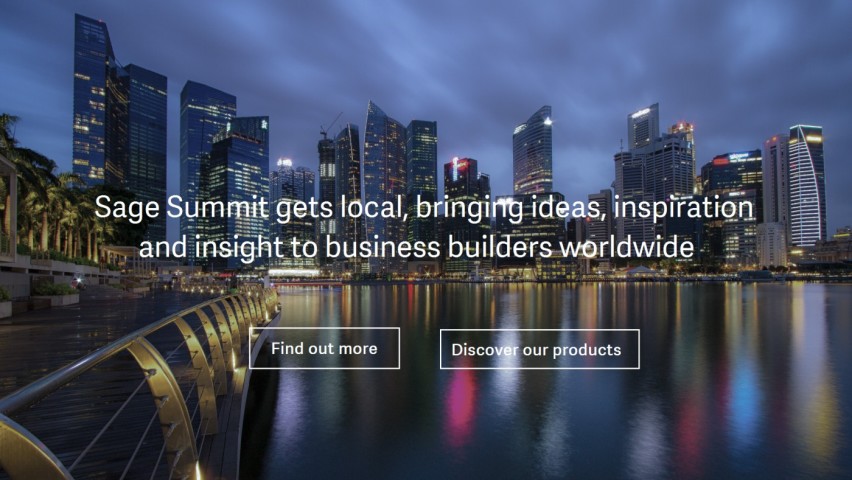 Sage Summit gets local, bringing ideas, inspiration
and insight to business builders worldwide
Find out more
Discover our products